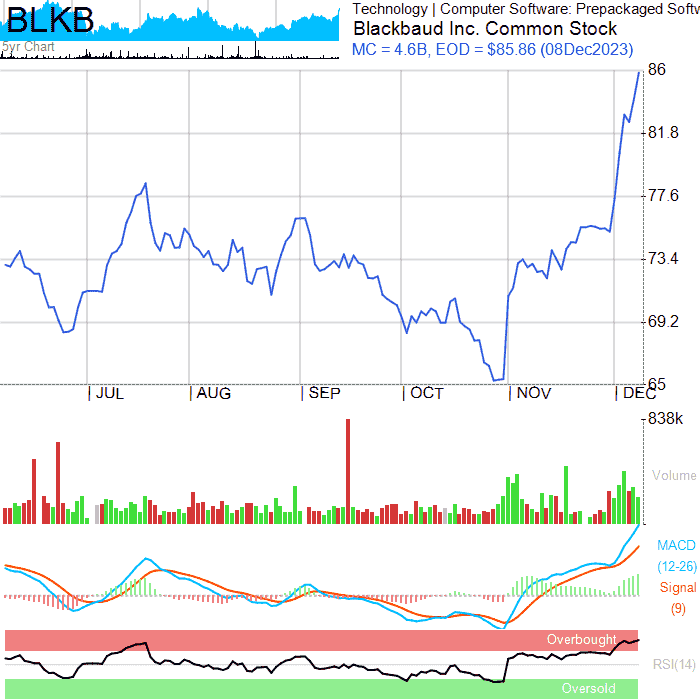 BLKB
5yr Chart
Technology | Computer Software: Prepackaged Softw
Blackbaud Inc. Common Stock
MC = 4.6B, EOD = $85.86 (08Dec2023)
86
81.8
77.6
73.4
69.2
65
JUL
AUG
SEP
OCT
NOV
DEC
838k
Volume
MACD
(12-26)
Signal
(9)
Overbought
RSI(14)
Oversold